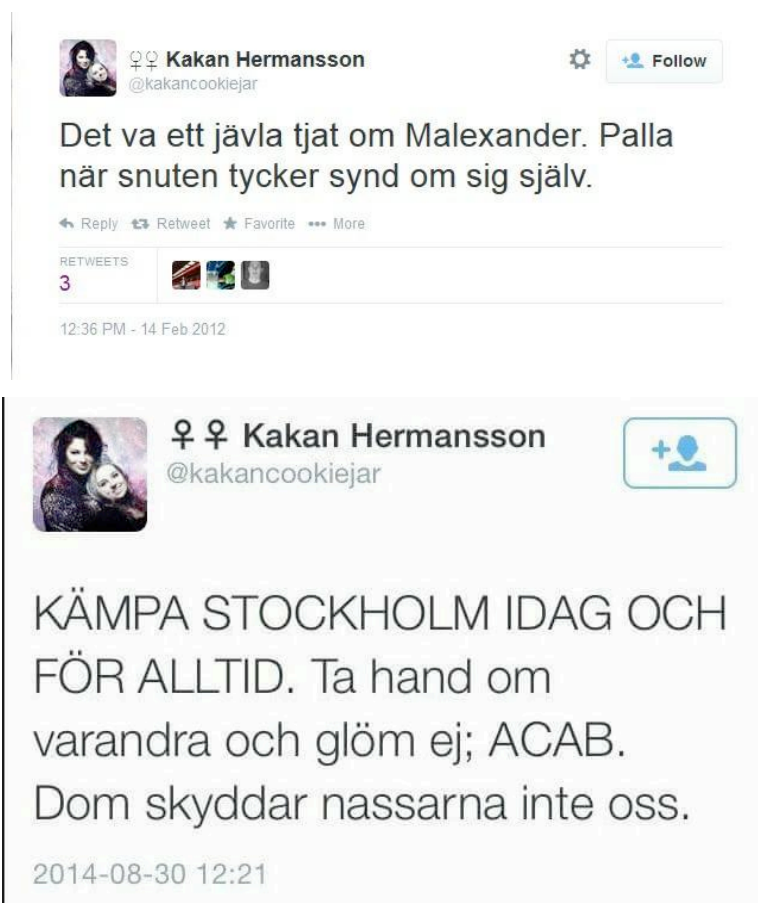 ♀♀ Kakan Hermansson
Follow
@kakancookiejar
Det va ett jävla tjat om Malexander. Palla
när snuten tycker synd om sig själv.
Reply Retweet Favorite ••• More
RETWEETS
3
12:36 PM - 14 Feb 2012
♀♀ Kakan Hermansson
@kakancookiejar
KÄMPA STOCKHOLM IDAG OCH
FÖR ALLTID. Ta hand om
varandra och glöm ej; ACAB.
Dom skyddar nassarna inte oss.
2014-08-30 12:21